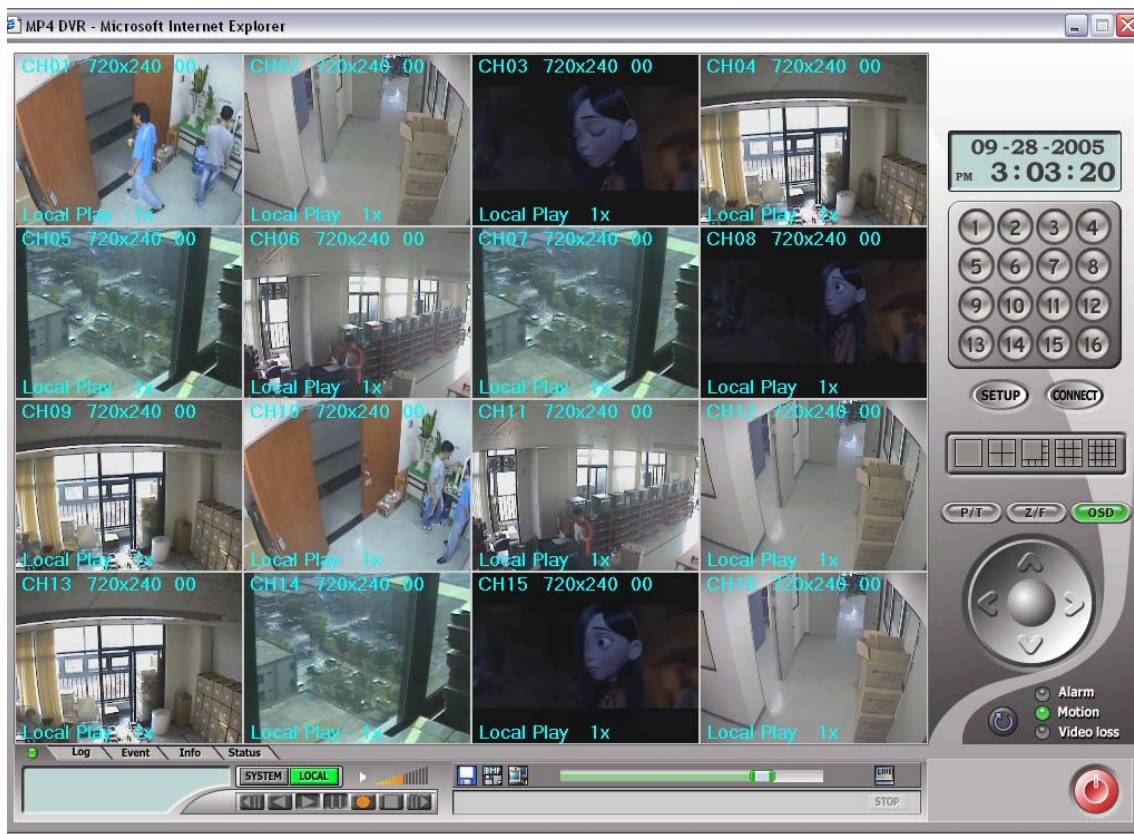 MP4 DVR - Microsoft Internet Explorer
CH01 720x240 00
CH02 720x240 00
CH03 720x240 00
CH04 720x240 00
Local Play 1x
Local Play 1x
Local Play 1x
Local Play 1x
CH05 720x240 00
CH06 720x240 00
CH07 720x240 00
CH08 720x240 00
Local Play 1x
Local Play 1x
Local Play 1x
Local Play 1x
CH09 720x240 00
CH10 720x240 00
CH11 720x240 00
CH12 720x240 00
Local Play 1x
Local Play 1x
Local Play 1x
Local Play 1x
CH13 720x240 00
CH14 720x240 00
CH15 720x240 00
CH16 720x240 00
Local Play 1x
Local Play 1x
Local Play 1x
Local Play 1x
09-28-2005
PM 3:03:20
1 2 3 4
5 6 7 8
9 10 11 12
13 14 15 16
SETUP CONNECT
P/T Z/F OSD
Alarm
Motion
Video loss
Log Event Info Status
SYSTEM LOCAL
BMP
LIVE
STOP